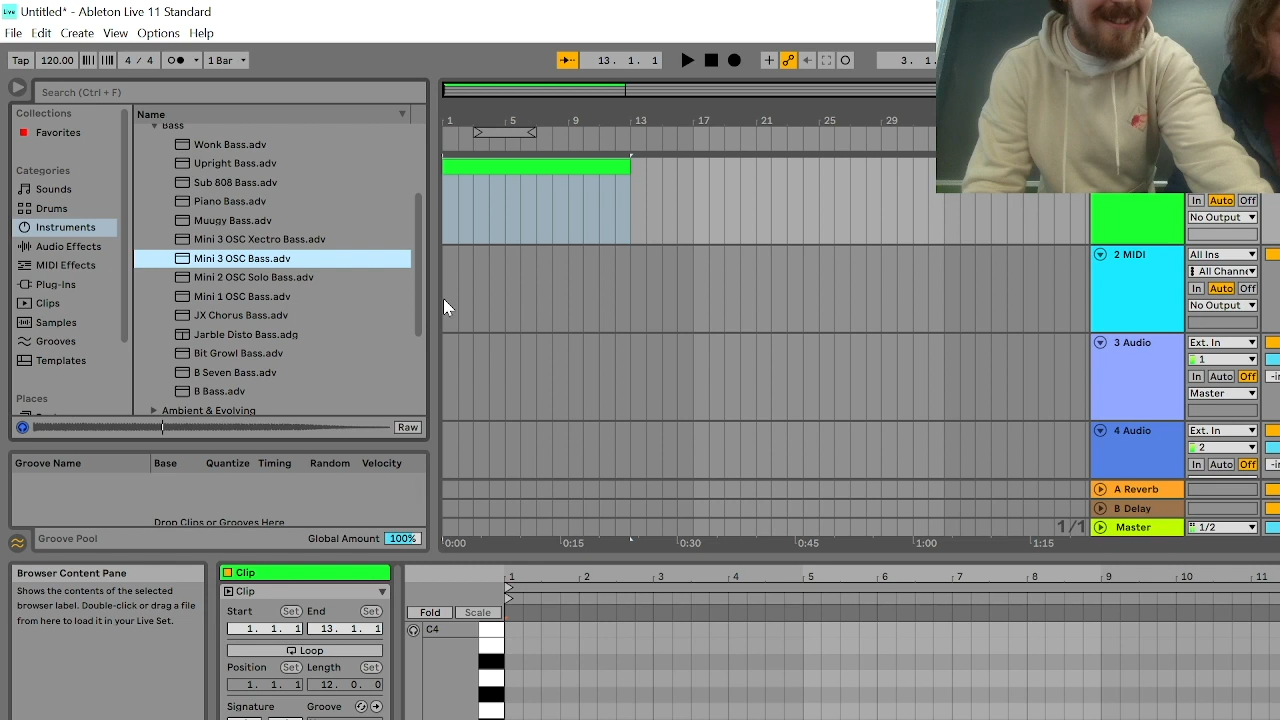 Live Untitled* - Ableton Live 11 Standard
File Edit Create View Options Help
Tap 120.00 4 / 4 1 Bar 13. 1. 1 3. 1.
Search (Ctrl + F)
Collections
Favorites
Categories
Sounds
Drums
Instruments
Audio Effects
MIDI Effects
Plug-Ins
Clips
Samples
Grooves
Templates
Places
Name
Bass
Wonk Bass.adv
Upright Bass.adv
Sub 808 Bass.adv
Piano Bass.adv
Muugy Bass.adv
Mini 3 OSC Xectro Bass.adv
Mini 3 OSC Bass.adv
Mini 2 OSC Solo Bass.adv
Mini 1 OSC Bass.adv
JX Chorus Bass.adv
Jarble Disto Bass.adg
Bit Growl Bass.adv
B Seven Bass.adv
B Bass.adv
Ambient & Evolving
Raw
1 5 9 13 17 21 25 29
In Auto Off
No Output
2 MIDI All Ins
All Channe
In Auto Off
No Output
3 Audio Ext. In
1
In Auto Off
Master
4 Audio Ext. In
2
In Auto Off
A Reverb
B Delay
1/1 Master 1/2
0:00 0:15 0:30 0:45 1:00 1:15
Groove Name Base Quantize Timing Random Velocity
Drop Clips or Grooves Here
Groove Pool Global Amount 100%
Browser Content Pane
Shows the contents of the selected
browser label. Double-click or drag a file
from here to load it in your Live Set.
Clip
Clip
Start Set End Set
1. 1. 1 13. 1. 1
Loop
Position Set Length Set
1. 1. 1 12. 0. 0
Signature Groove
1 2 3 4 5 6 7 8 9 10 11
Fold Scale
C4